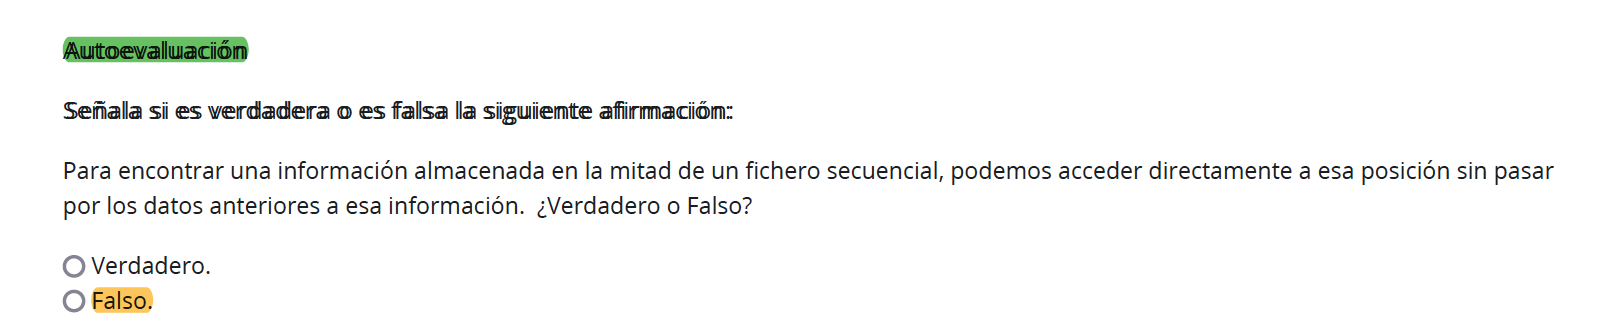 Autoevaluación
Señala si es verdadera o es falsa la siguiente afirmación:
Para encontrar una información almacenada en la mitad de un fichero secuencial, podemos acceder directamente a esa posición sin pasar
por los datos anteriores a esa información. ¿Verdadero o Falso?
Verdadero.
Falso.